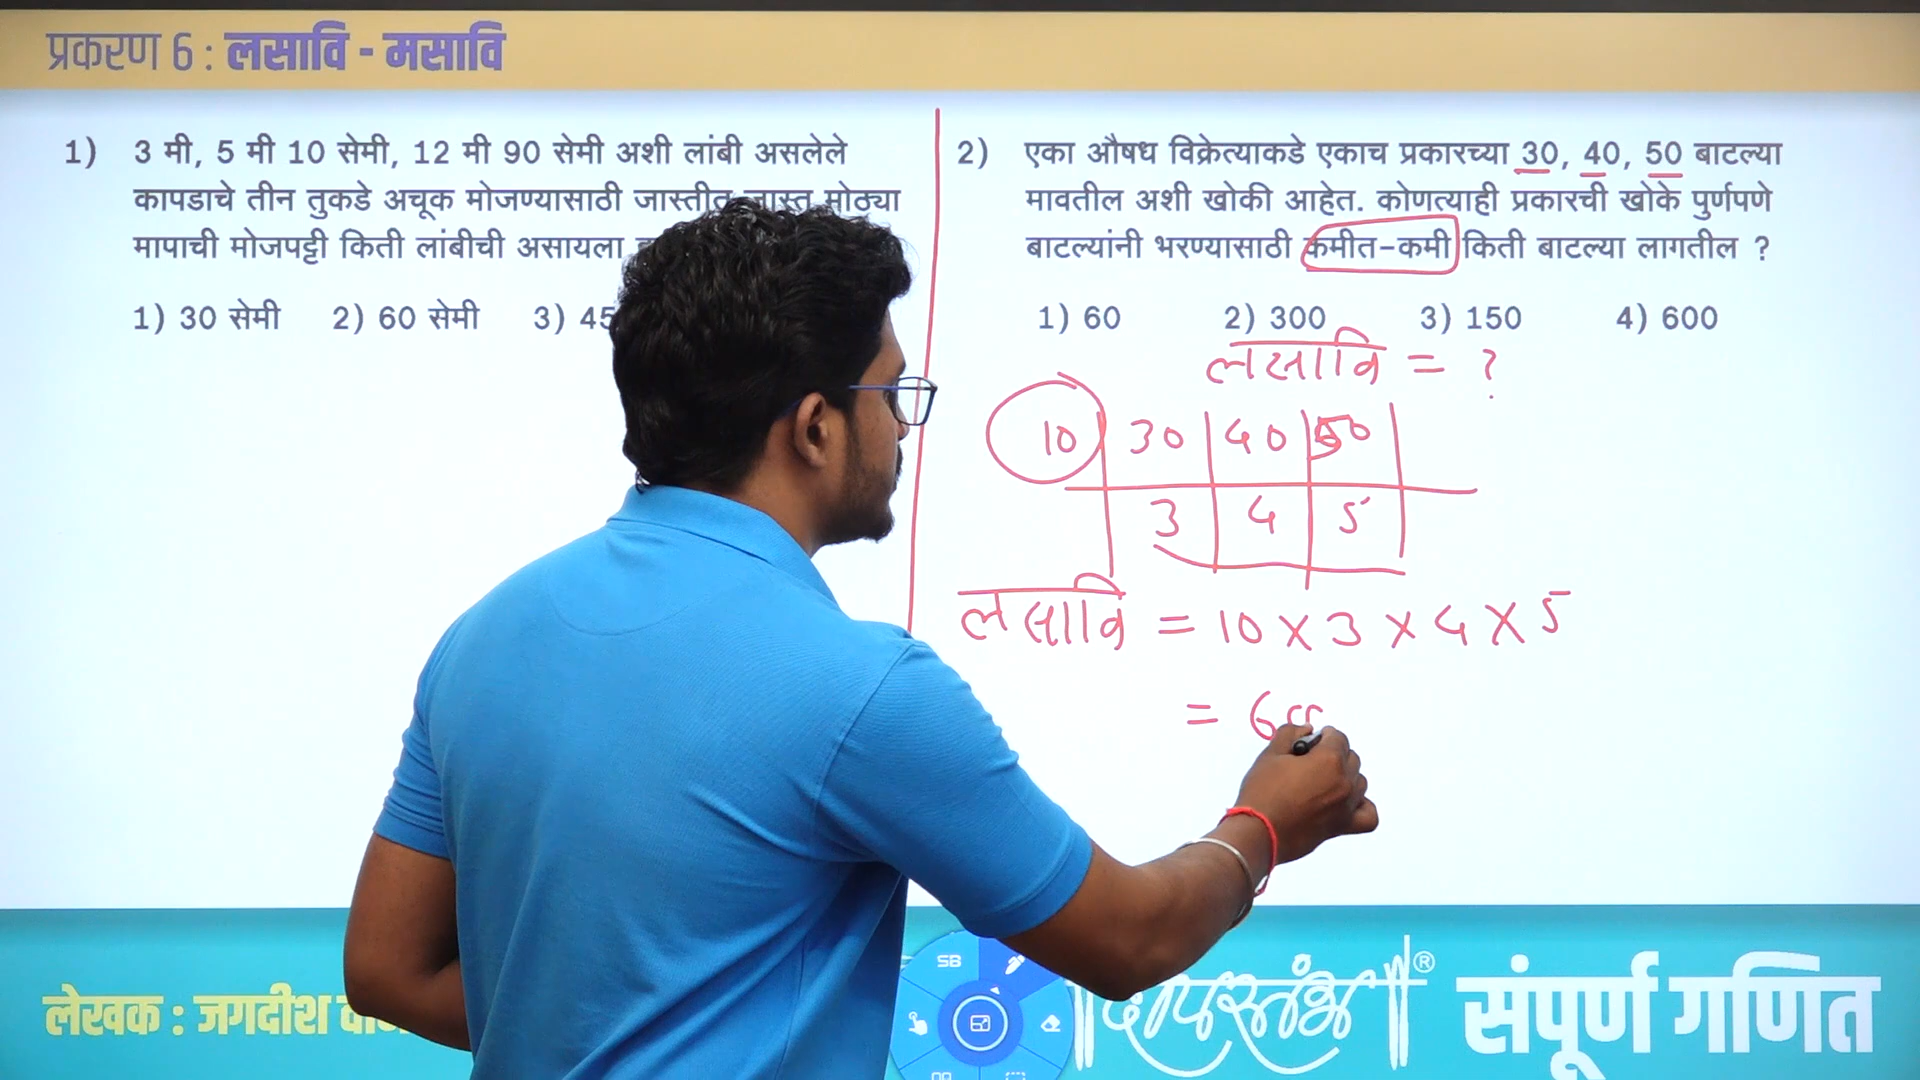 प्रकरण 6 : लसावि - मसावि
1) 3 मी, 5 मी 10 सेमी, 12 मी 90 सेमी अशी लांबी असलेले
कापडाचे तीन तुकडे अचूक मोजण्यासाठी जास्तीत जास्त मोठ्या
मापाची मोजपट्टी किती लांबीची असायला
1) 30 सेमी 2) 60 सेमी 3) 45
2) एका औषध विक्रेत्याकडे एकाच प्रकारच्या 30, 40, 50 बाटल्या
मावतील अशी खोकी आहेत. कोणत्याही प्रकारची खोके पुर्णपणे
बाटल्यांनी भरण्यासाठी कमीत-कमी किती बाटल्या लागतील ?
1) 60 2) 300 3) 150 4) 600
लसावि = ?
10 30 40 50
3 4 5
लसावि = 10 × 3 × 4 × 5
= 6
लेखक : जगदीश
SB
दीपस्तंभ ® संपूर्ण गणित